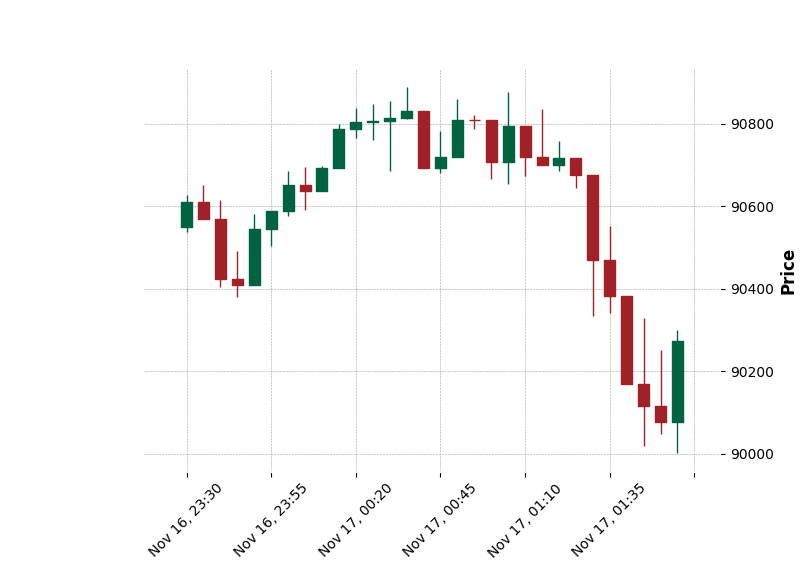 90800
90600
90400
90200
90000
Price
Nov 16, 23:30
Nov 16, 23:55
Nov 17, 00:20
Nov 17, 00:45
Nov 17, 01:10
Nov 17, 01:35